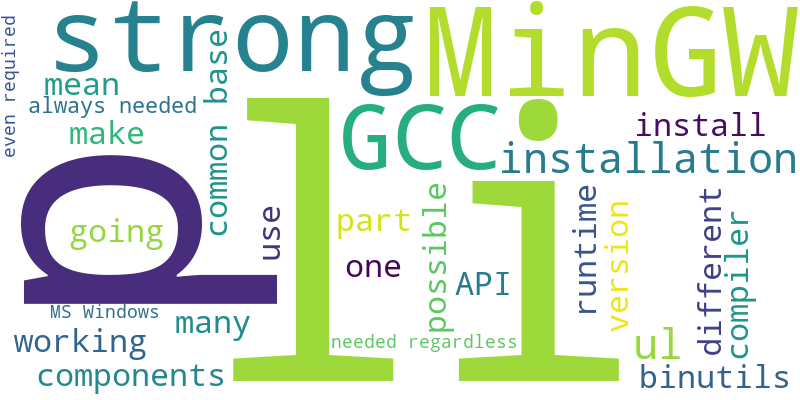 strong
MinGW
even required
mean
always needed
make
common base
GCC
install
installation
p
li
going
use
part
one
possible
API
runtime
version
different
compiler
MS Windows
many
working
needed regardless
ul
components
binutils